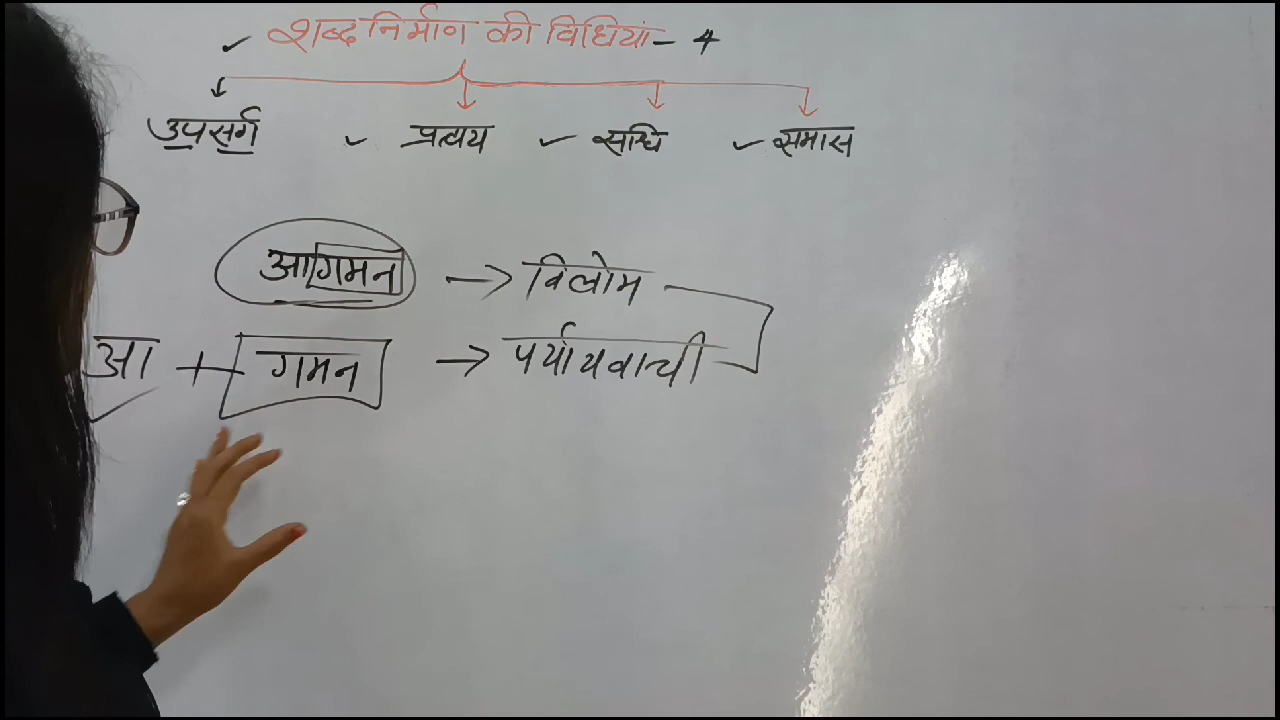 शब्द निर्माण की विधियां - 4
उपसर्ग प्रत्यय सन्धि समास
आगमन → विलोम
आ + गमन → पर्यायवाची